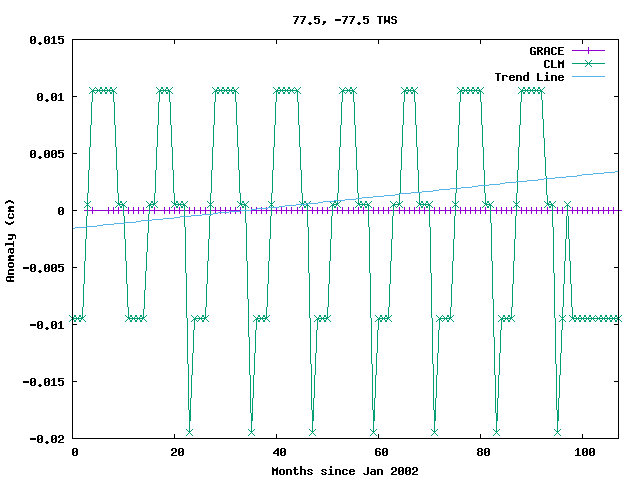 77.5, -77.5 TWS
GRACE
CLM
Trend Line
0.015
0.01
0.005
0
-0.005
-0.01
-0.015
-0.02
Anomaly (cm)
0 20 40 60 80 100
Months since Jan 2002